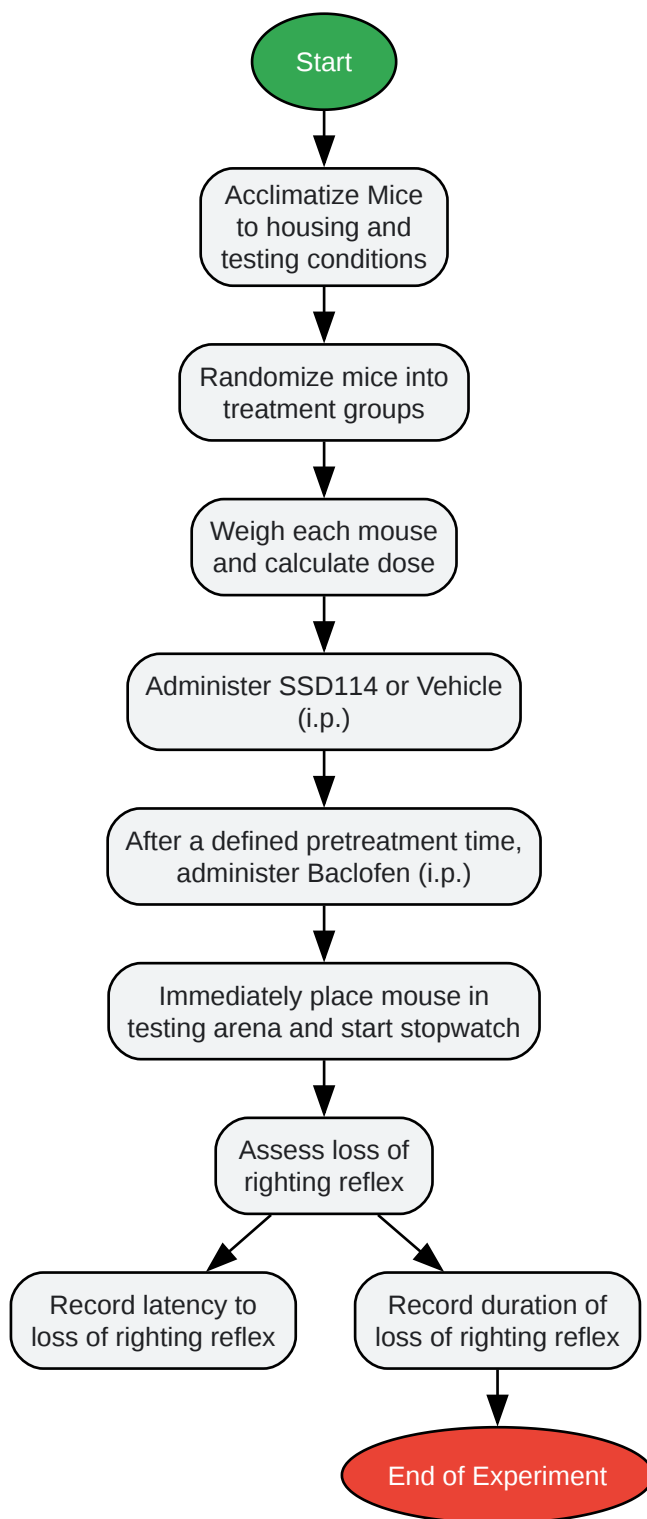 Start
Acclimatize Mice
to housing and
testing conditions
Randomize mice into
treatment groups
Weigh each mouse
and calculate dose
Administer SSD114 or Vehicle
(i.p.)
After a defined pretreatment time,
administer Baclofen (i.p.)
Immediately place mouse in
testing arena and start stopwatch
Assess loss of
righting reflex
Record latency to
loss of righting reflex
Record duration of
loss of righting reflex
End of Experiment